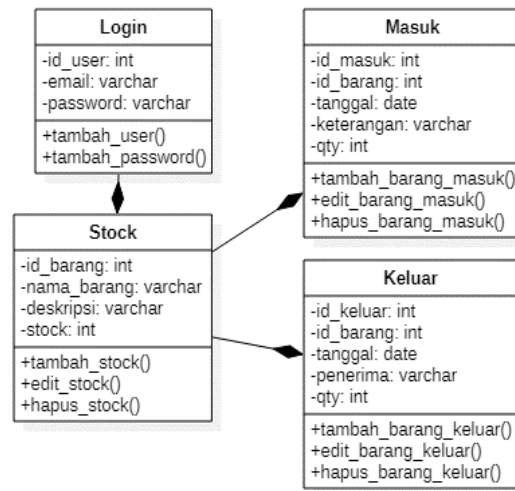 Login
-id_user: int
-email: varchar
-password: varchar
+tambah_user()
+tambah_password()
Masuk
-id_masuk: int
-id_barang: int
-tanggal: date
-keterangan: varchar
-qty: int
+tambah_barang_masuk()
+edit_barang_masuk()
+hapus_barang_masuk()
Stock
-id_barang: int
-nama_barang: varchar
-deskripsi: varchar
-stock: int
+tambah_stock()
+edit_stock()
+hapus_stock()
Keluar
-id_keluar: int
-id_barang: int
-tanggal: date
-penerima: varchar
-qty: int
+tambah_barang_keluar()
+edit_barang_keluar()
+hapus_barang_keluar()